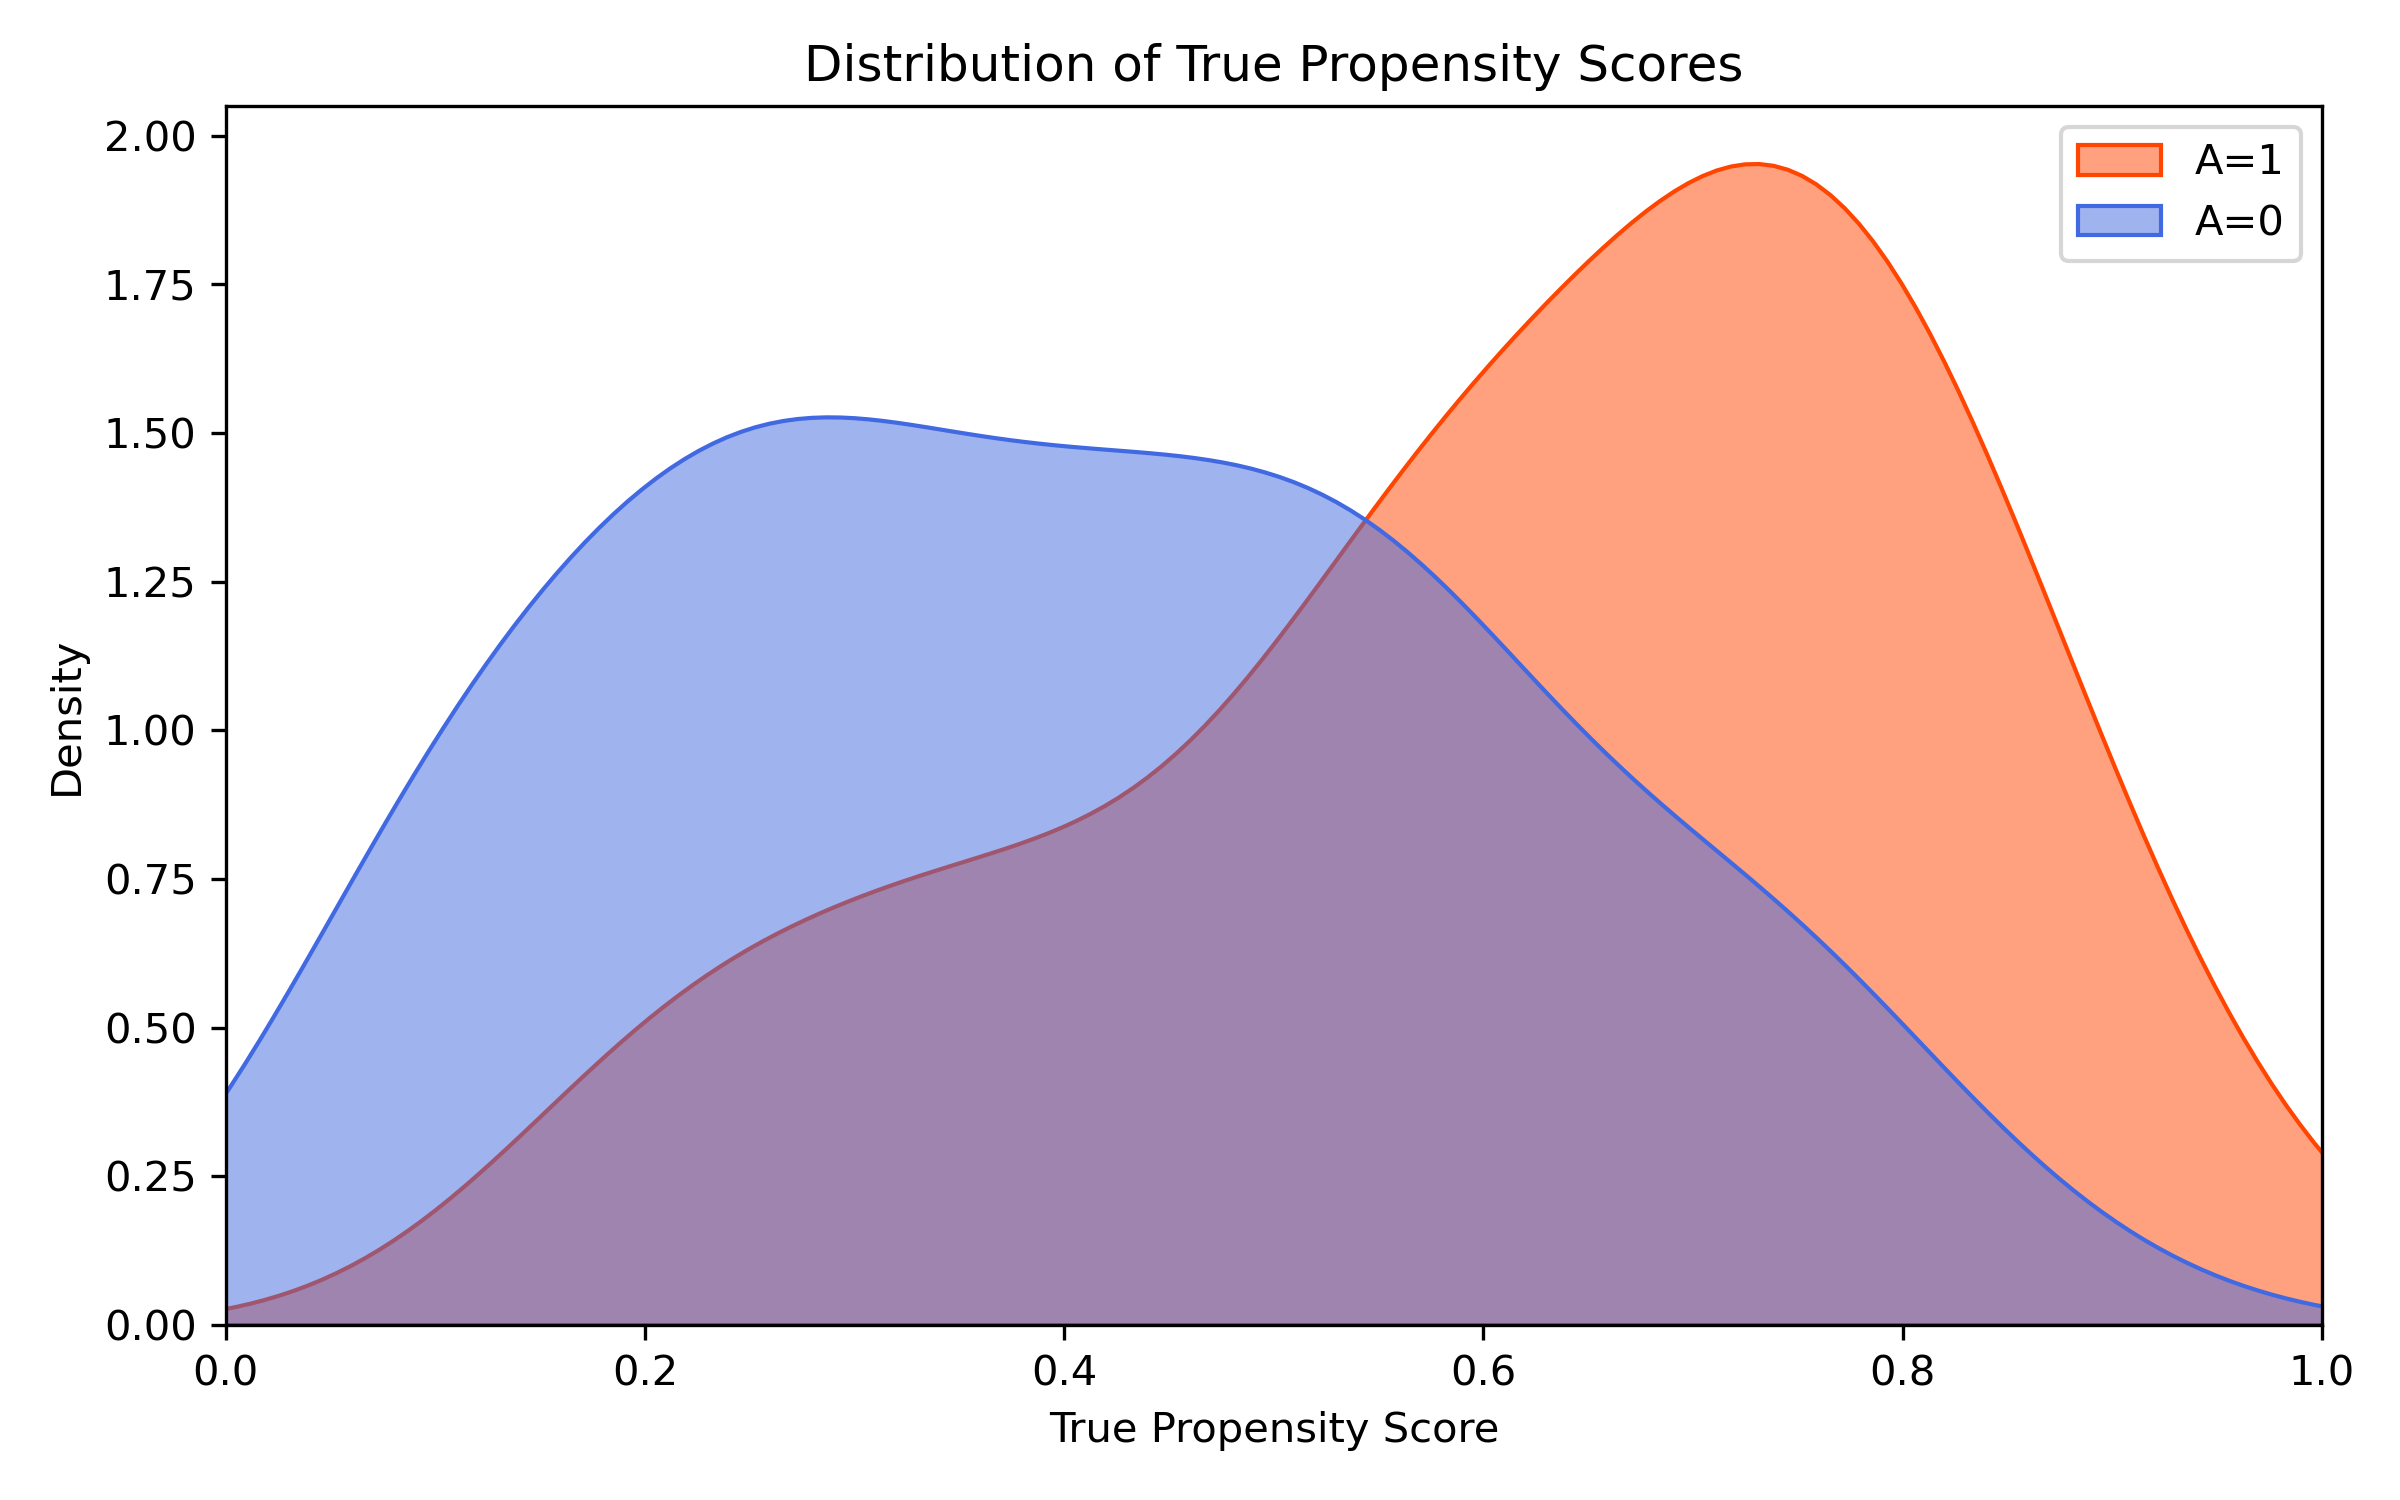 Distribution of True Propensity Scores
A=1
A=0
Density
2.00
1.75
1.50
1.25
1.00
0.75
0.50
0.25
0.00
0.0 0.2 0.4 0.6 0.8 1.0
True Propensity Score